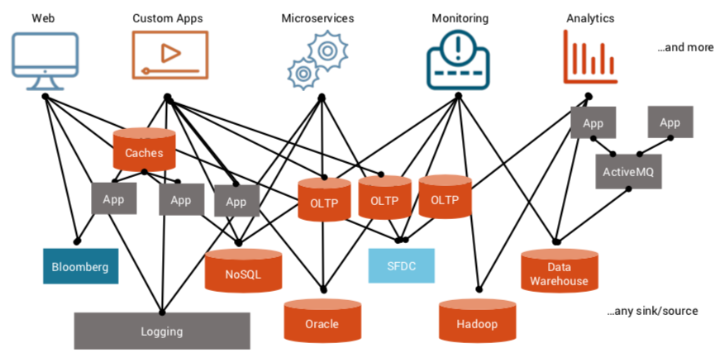 Web
Custom Apps
Microservices
Monitoring
Analytics
...and more
App
App
Caches
ActiveMQ
App
App
App
OLTP
OLTP
OLTP
Bloomberg
NoSQL
SFDC
Data
Warehouse
Logging
Oracle
Hadoop
...any sink/source